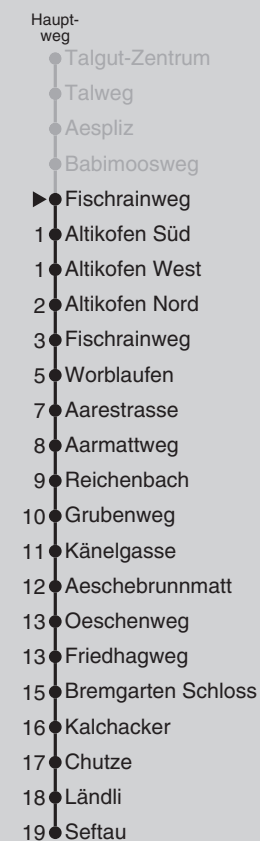 Haupt-
weg
Talgut-Zentrum
Talweg
Aespliz
Babimoosweg
Fischrainweg
1 Altikofen Süd
1 Altikofen West
2 Altikofen Nord
3 Fischrainweg
5 Worblaufen
7 Aarestrasse
8 Aarmattweg
9 Reichenbach
10 Grubenweg
11 Känelgasse
12 Aeschebrunnmatt
13 Oeschenweg
13 Friedhagweg
15 Bremgarten Schloss
16 Kalchacker
17 Chutze
18 Ländli
19 Seftau